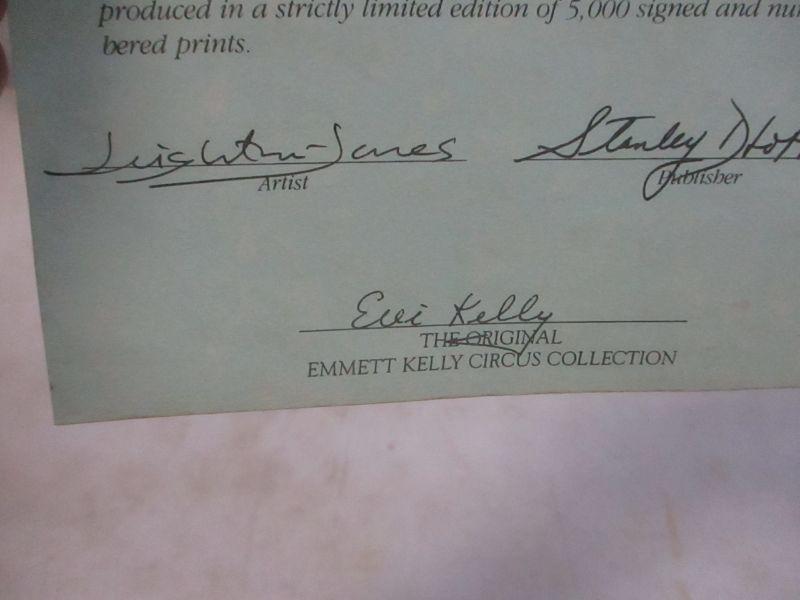 produced in a strictly limited edition of 5,000 signed and num
bered prints.
Leighton-Jones Stanley
Artist Publisher
Evi Kelly
THE ORIGINAL
EMMETT KELLY CIRCUS COLLECTION